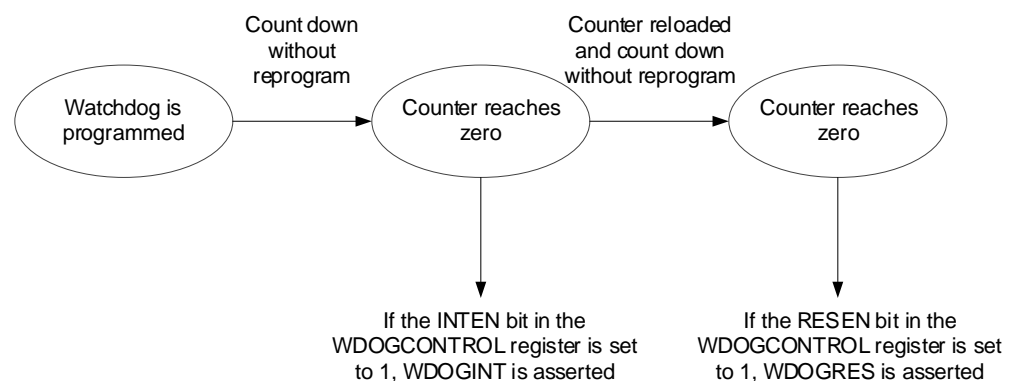 Count down
without
reprogram
Counter reloaded
and count down
without reprogram
Watchdog is
programmed
Counter reaches
zero
Counter reaches
zero
If the INTEN bit in the
WDOGCONTROL register is set
to 1, WDOGINT is asserted
If the RESEN bit in the
WDOGCONTROL register is set
to 1, WDOGRES is asserted